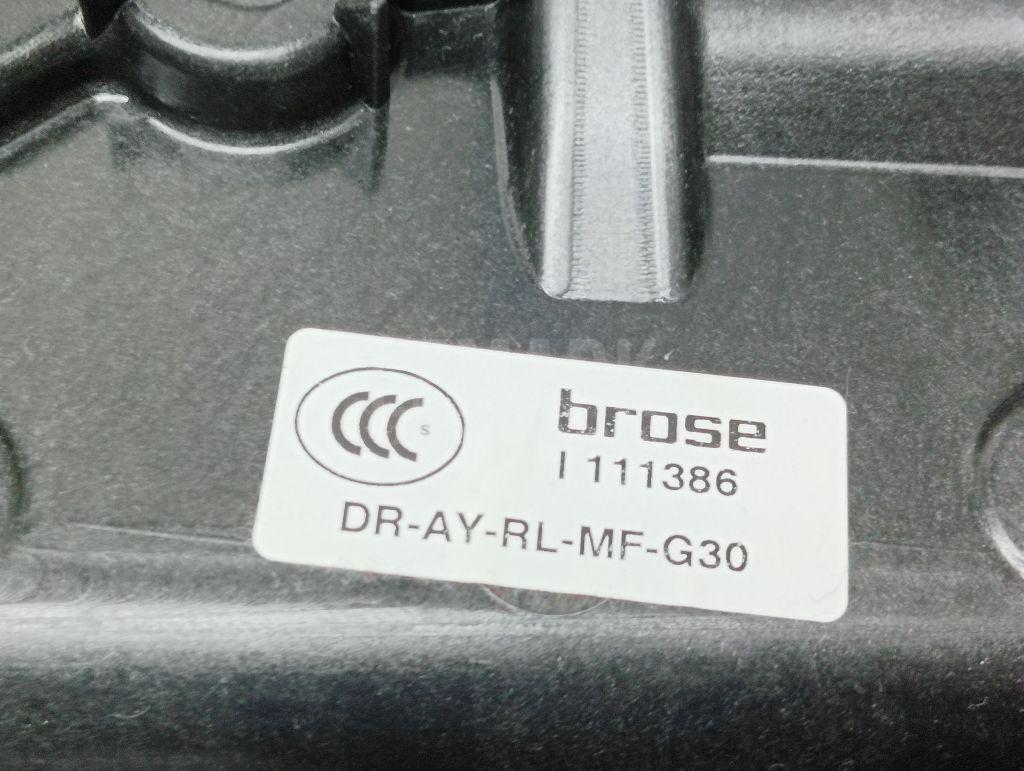 CCC S
brose
I 111386
DR-AY-RL-MF-G30